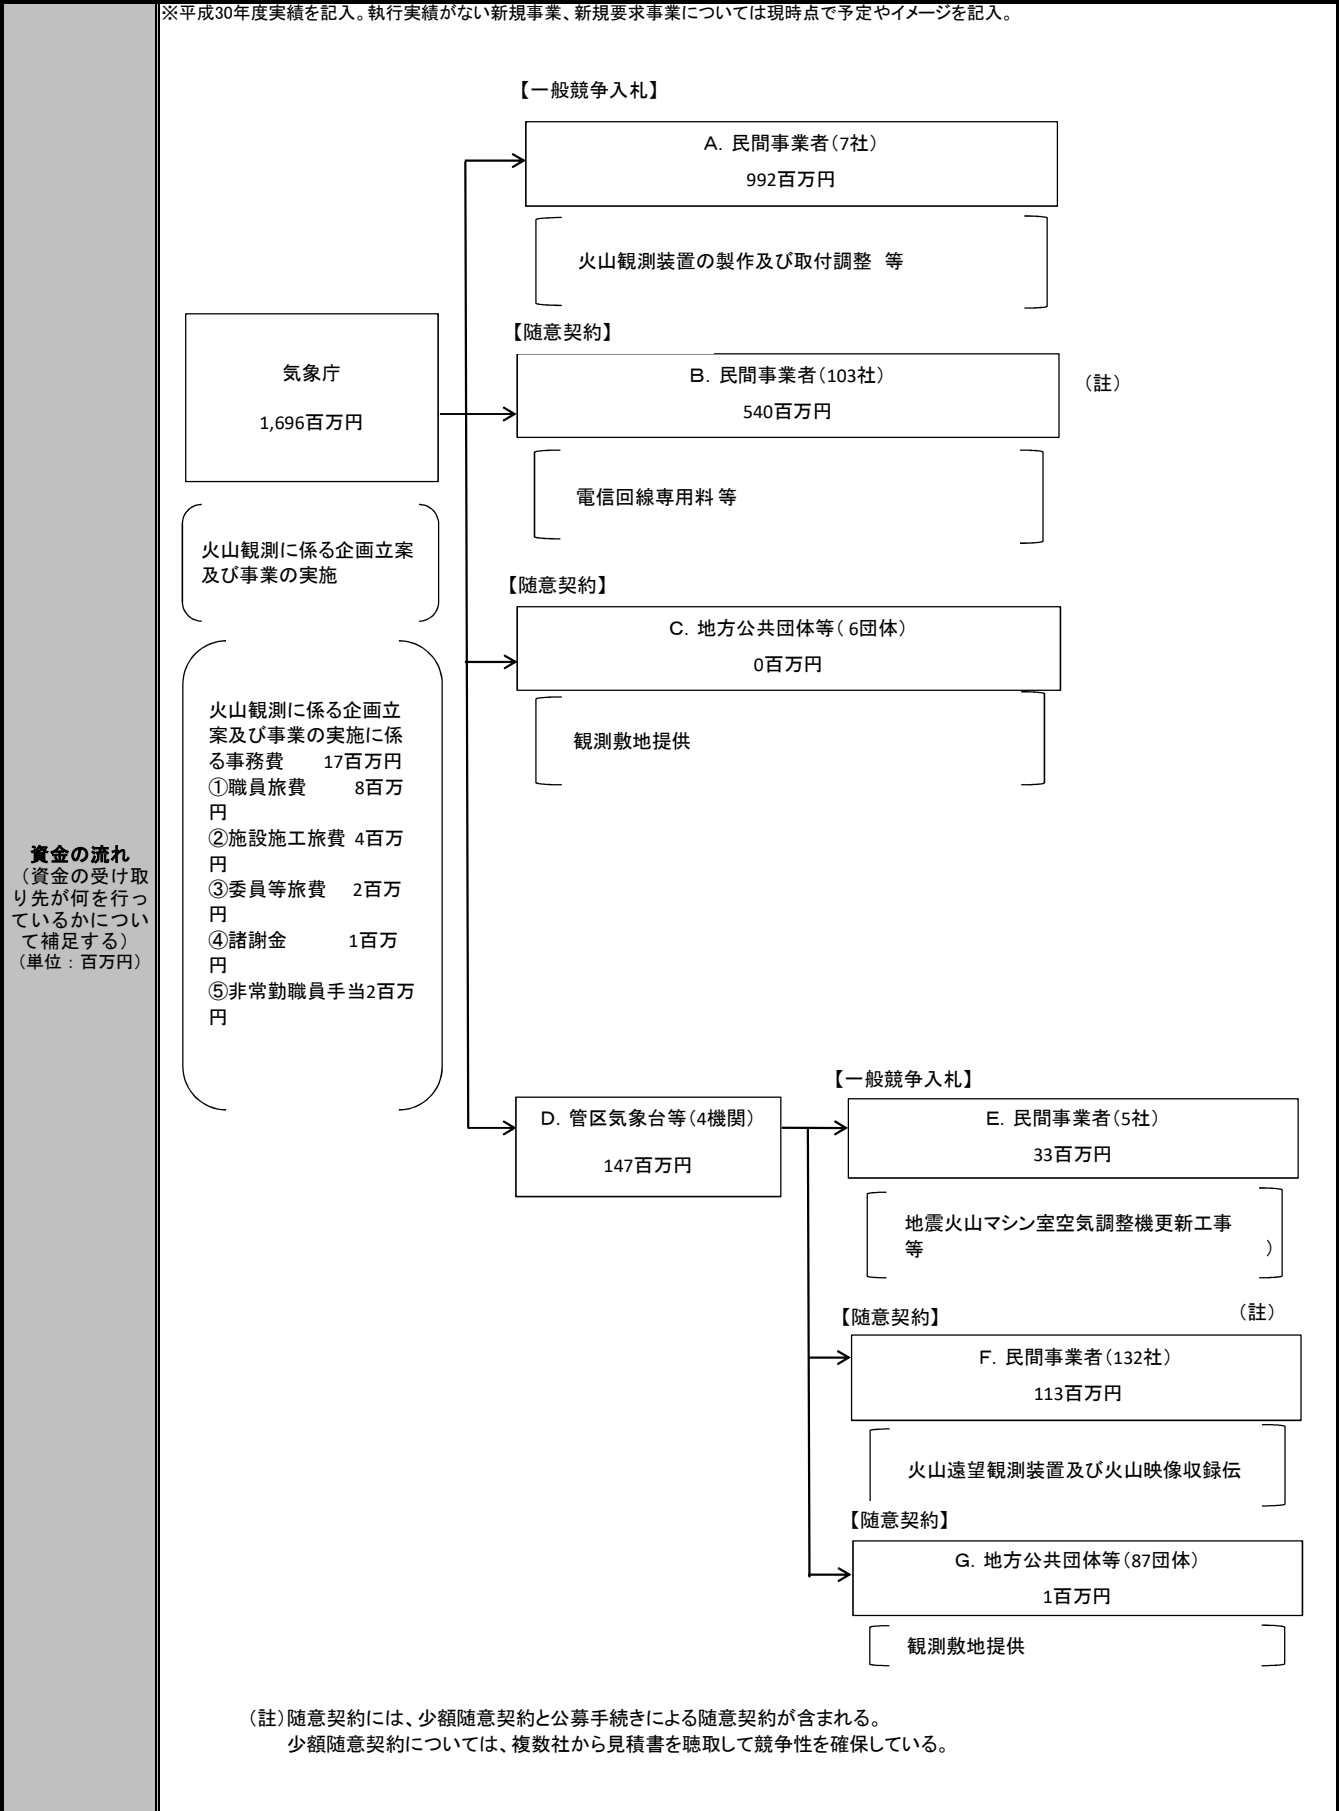 ※平成30年度実績を記入。執行実績がない新規事業、新規要求事業については現時点で予定やイメージを記入。
資金の流れ
（資金の受け取
り先が何を行っ
ているかについ
て補足する）
（単位：百万円）
【一般競争入札】
A．民間事業者（7社）
992百万円
火山観測装置の製作及び取付調整 等
気象庁
1,696百万円
【随意契約】
B．民間事業者（103社）
540百万円
（註）
電信回線専用料 等
火山観測に係る企画立案
及び事業の実施
【随意契約】
C．地方公共団体等（6団体）
0百万円
観測敷地提供
火山観測に係る企画立
案及び事業の実施に係
る事務費 17百万円
①職員旅費 8百万
円
②施設施工旅費 4百万
円
③委員等旅費 2百万
円
④諸謝金 1百万
円
⑤非常勤職員手当2百万
円
D．管区気象台等（4機関）
147百万円
【一般競争入札】
E．民間事業者（5社）
33百万円
地震火山マシン室空気調整機更新工事
等 ）
【随意契約】
（註）
F．民間事業者（132社）
113百万円
火山遠望観測装置及び火山映像収録伝
【随意契約】
G．地方公共団体等（87団体）
1百万円
観測敷地提供
（註）随意契約には、少額随意契約と公募手続きによる随意契約が含まれる。
少額随意契約については、複数社から見積書を聴取して競争性を確保している。